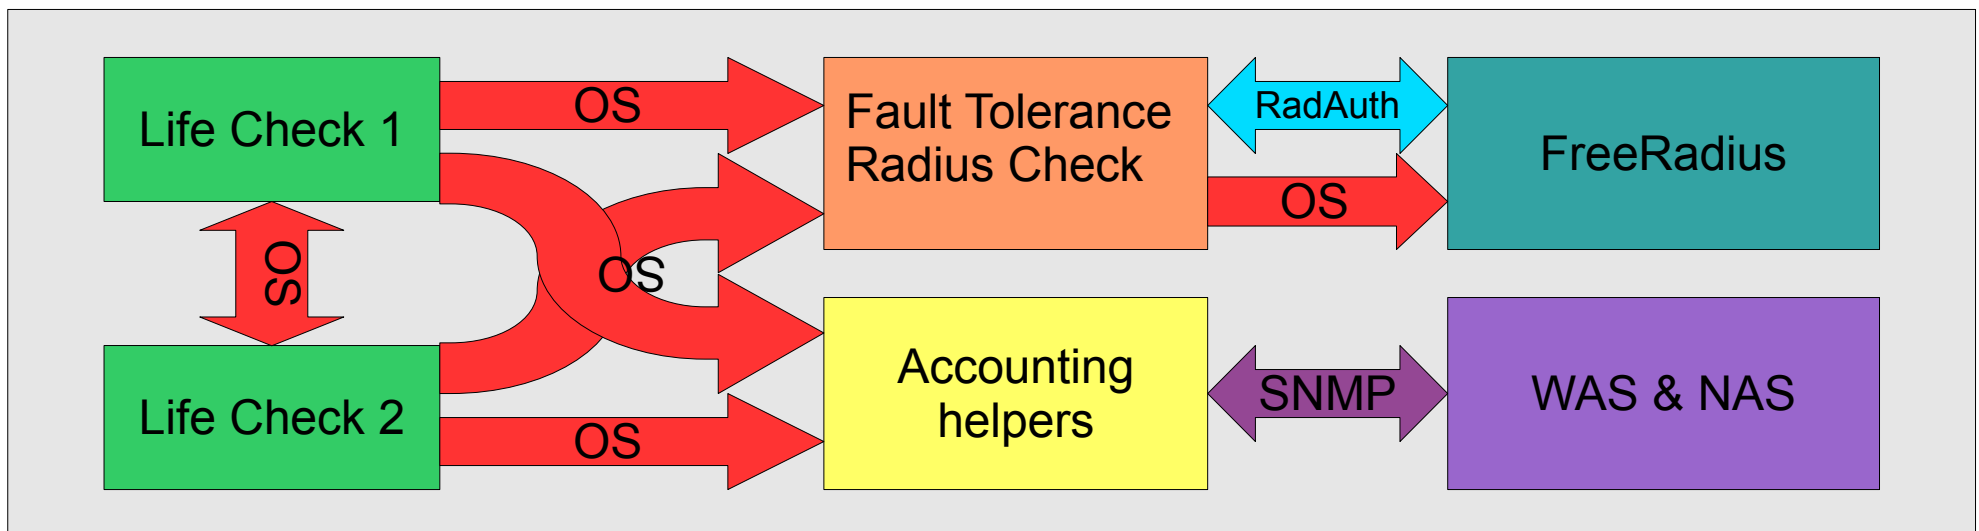 Life Check 1
OS
Fault Tolerance
Radius Check
RadAuth
OS
FreeRadius
OS
OS
Life Check 2
OS
Accounting
helpers
SNMP
WAS & NAS